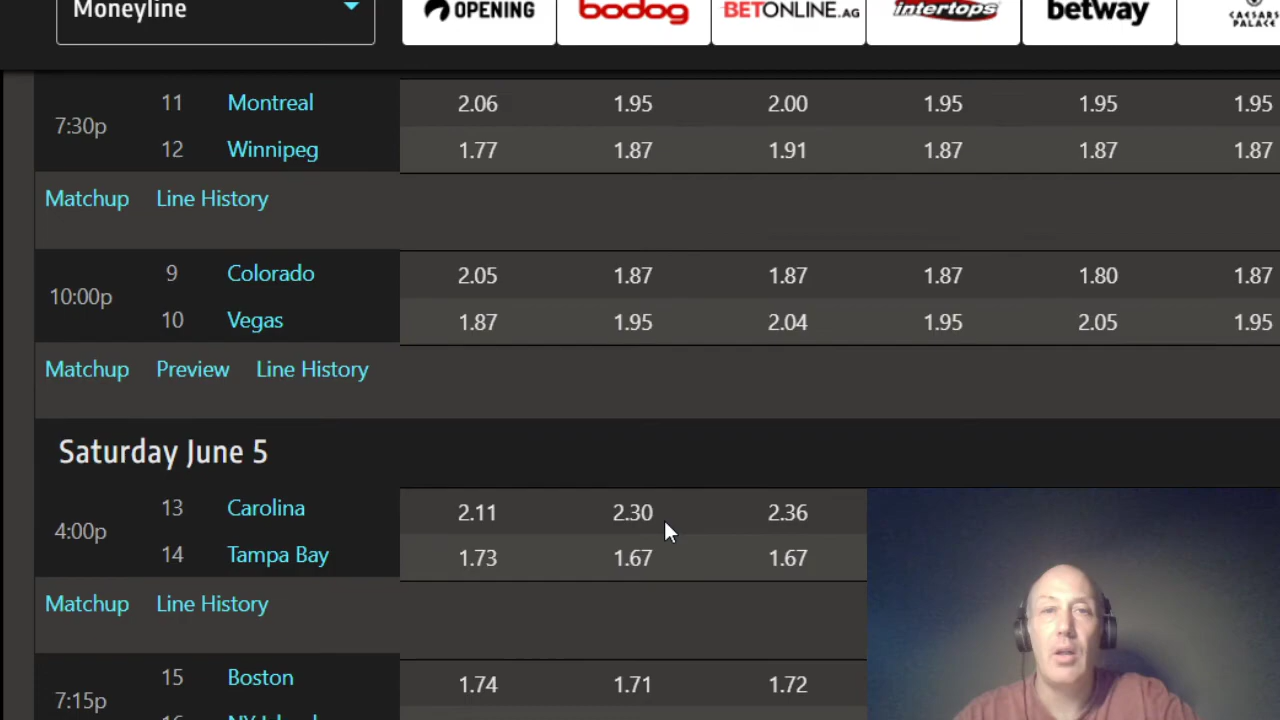 Moneyline OPENING bodog BETONLINE.AG intertops betway CAESARS PALACE
11 Montreal 2.06 1.95 2.00 1.95 1.95 1.95
7:30p
12 Winnipeg 1.77 1.87 1.91 1.87 1.87 1.87
Matchup Line History
9 Colorado 2.05 1.87 1.87 1.87 1.80 1.87
10:00p
10 Vegas 1.87 1.95 2.04 1.95 2.05 1.95
Matchup Preview Line History
Saturday June 5
13 Carolina 2.11 2.30 2.36
4:00p
14 Tampa Bay 1.73 1.67 1.67
Matchup Line History
15 Boston 1.74 1.71 1.72
7:15p